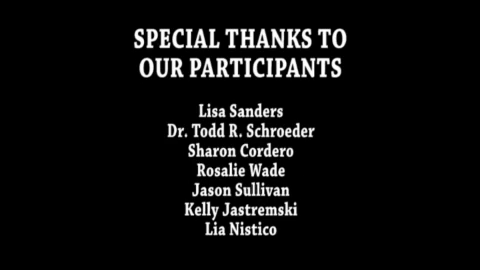 SPECIAL THANKS TO
OUR PARTICIPANTS
Lisa Sanders
Dr. Todd R. Schroeder
Sharon Cordero
Rosalie Wade
Jason Sullivan
Kelly Jastremski
Lia Nistico